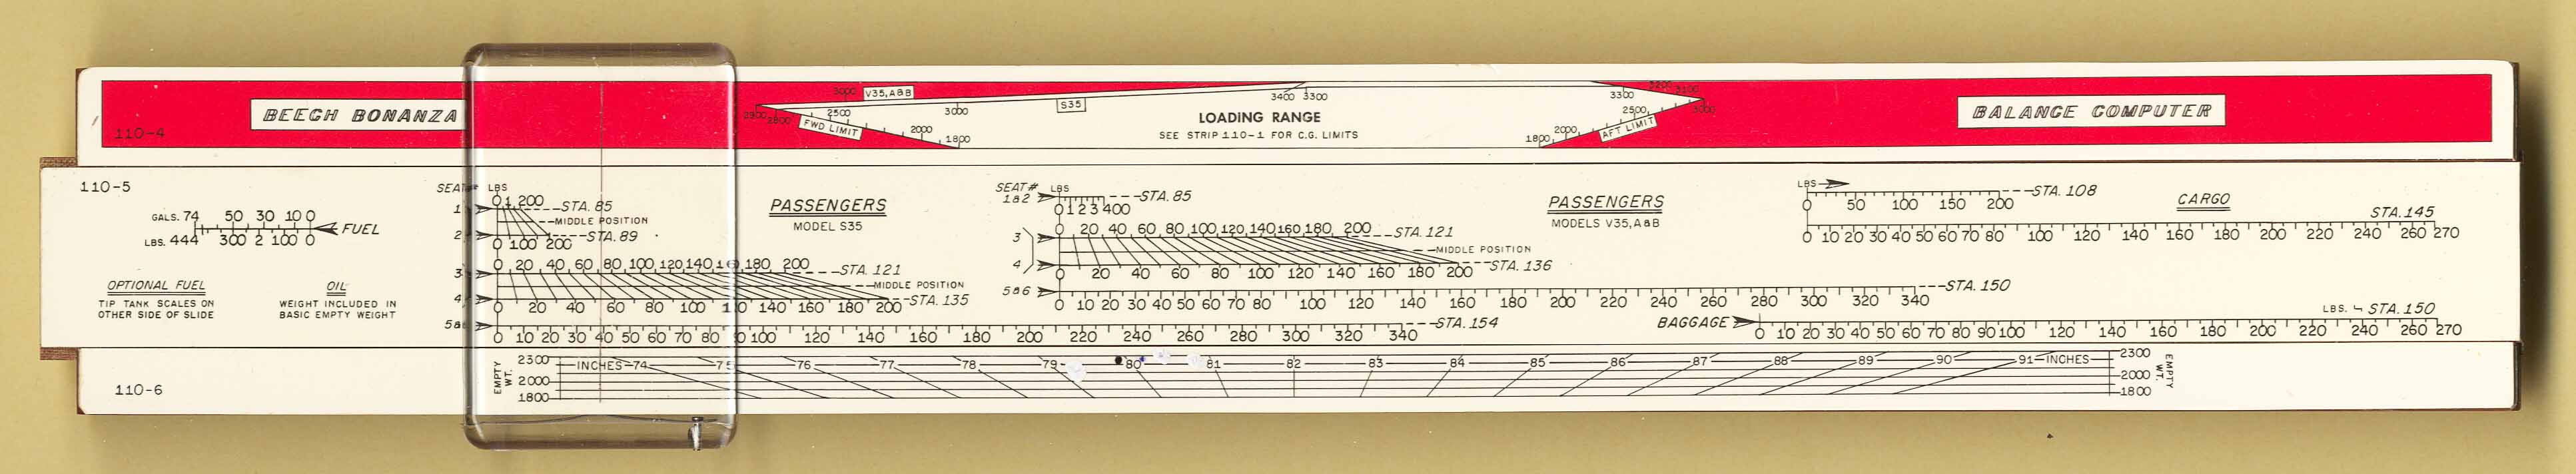 BEECH BONANZA
110-4
3000 V35, A&B
2900 2800 2500 FWD LIMIT 2000 1800
3000 S35
3400 3300
LOADING RANGE
SEE STRIP 110-1 FOR C.G. LIMITS
3300 3200 3100 3000
1800 2000 AFT LIMIT 2500
BALANCE COMPUTER
110-5
GALS. 74 50 30 10 0
FUEL
LBS. 444 300 2 100 0
OPTIONAL FUEL
TIP TANK SCALES ON
OTHER SIDE OF SLIDE
OIL
WEIGHT INCLUDED IN
BASIC EMPTY WEIGHT
SEAT# LBS
0 1 200
1 STA. 85
MIDDLE POSITION
2 STA. 89
0 100 200
PASSENGERS
MODEL S35
0 20 40 60 80 100 120 140 160 180 200
3 STA. 121
MIDDLE POSITION
4 STA. 135
0 20 40 60 80 100 120 140 160 180 200
5&6 STA. 154
0 10 20 30 40 50 60 70 80 90 100 120 140 160 180 200 220 240 260 280 300 320 340
SEAT# LBS
1&2 STA. 85
0 1 2 3 400
0 20 40 60 80 100 120 140 160 180 200
3 STA. 121
MIDDLE POSITION
4 STA. 136
0 20 40 60 80 100 120 140 160 180 200
5&6 STA. 150
0 10 20 30 40 50 60 70 80 100 120 140 160 180 200 220 240 260 280 300 320 340
PASSENGERS
MODELS V35, A&B
LBS
STA. 108
0 50 100 150 200
CARGO
STA. 145
0 10 20 30 40 50 60 70 80 100 120 140 160 180 200 220 240 260 270
LBS. STA. 150
BAGGAGE
0 10 20 30 40 50 60 70 80 90 100 120 140 160 180 200 220 240 260 270
110-6
EMPTY WT.
2300
2000
1800
INCHES 74 75 76 77 78 79 80 81 82 83 84 85 86 87 88 89 90 91 INCHES
2300
2000
1800
EMPTY WT.